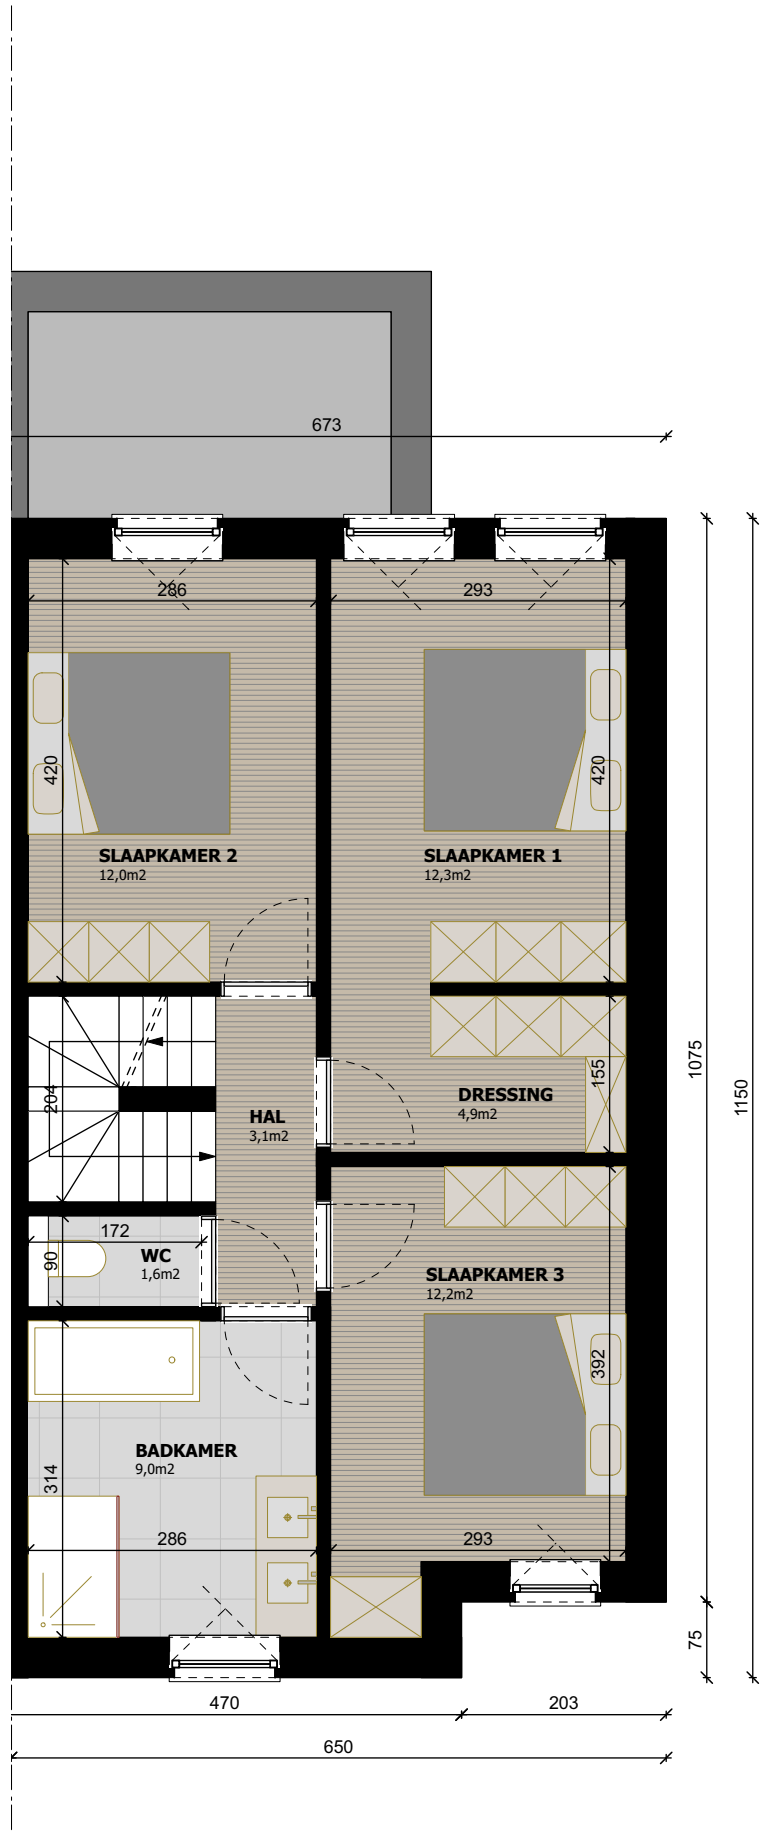 673
286
293
420
420
SLAAPKAMER 2
12,0m2
SLAAPKAMER 1
12,3m2
204
155
1075
1150
HAL
3,1m2
DRESSING
4,9m2
172
90
WC
1,6m2
SLAAPKAMER 3
12,2m2
392
BADKAMER
9,0m2
314
286
293
75
470
203
650